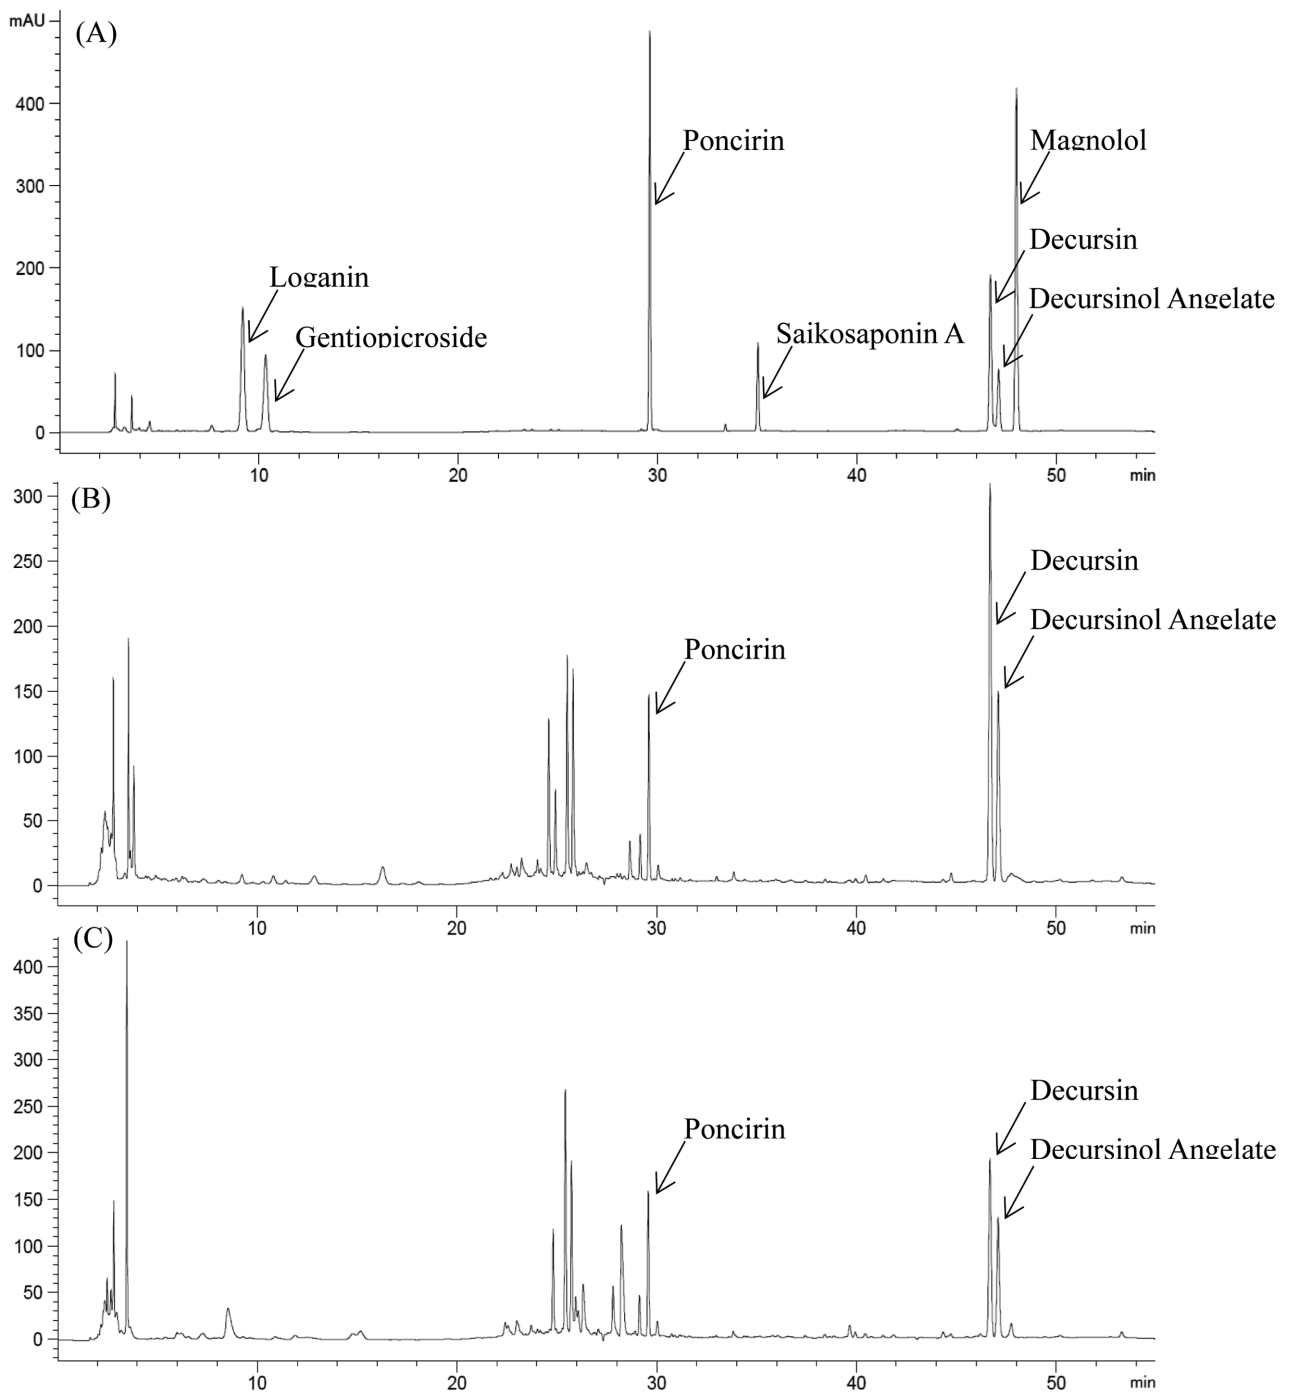 mAU
(A)
400
300
200
100
0
Poncirin
Magnolol
Decursin
Decursinol Angelate
Loganin
Gentiopicroside
Saikosaponin A
10 20 30 40 50 min
(B)
300
250
200
150
100
50
0
Decursin
Decursinol Angelate
Poncirin
10 20 30 40 50 min
(C)
400
350
300
250
200
150
100
50
0
Decursin
Poncirin
Decursinol Angelate
10 20 30 40 50 min